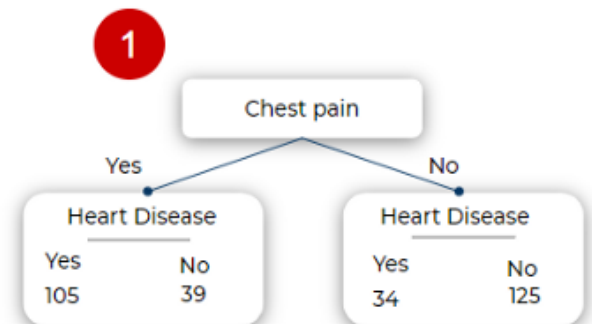 1
Chest pain
Yes
No
Heart Disease
Yes No
105 39
Heart Disease
Yes No
34 125